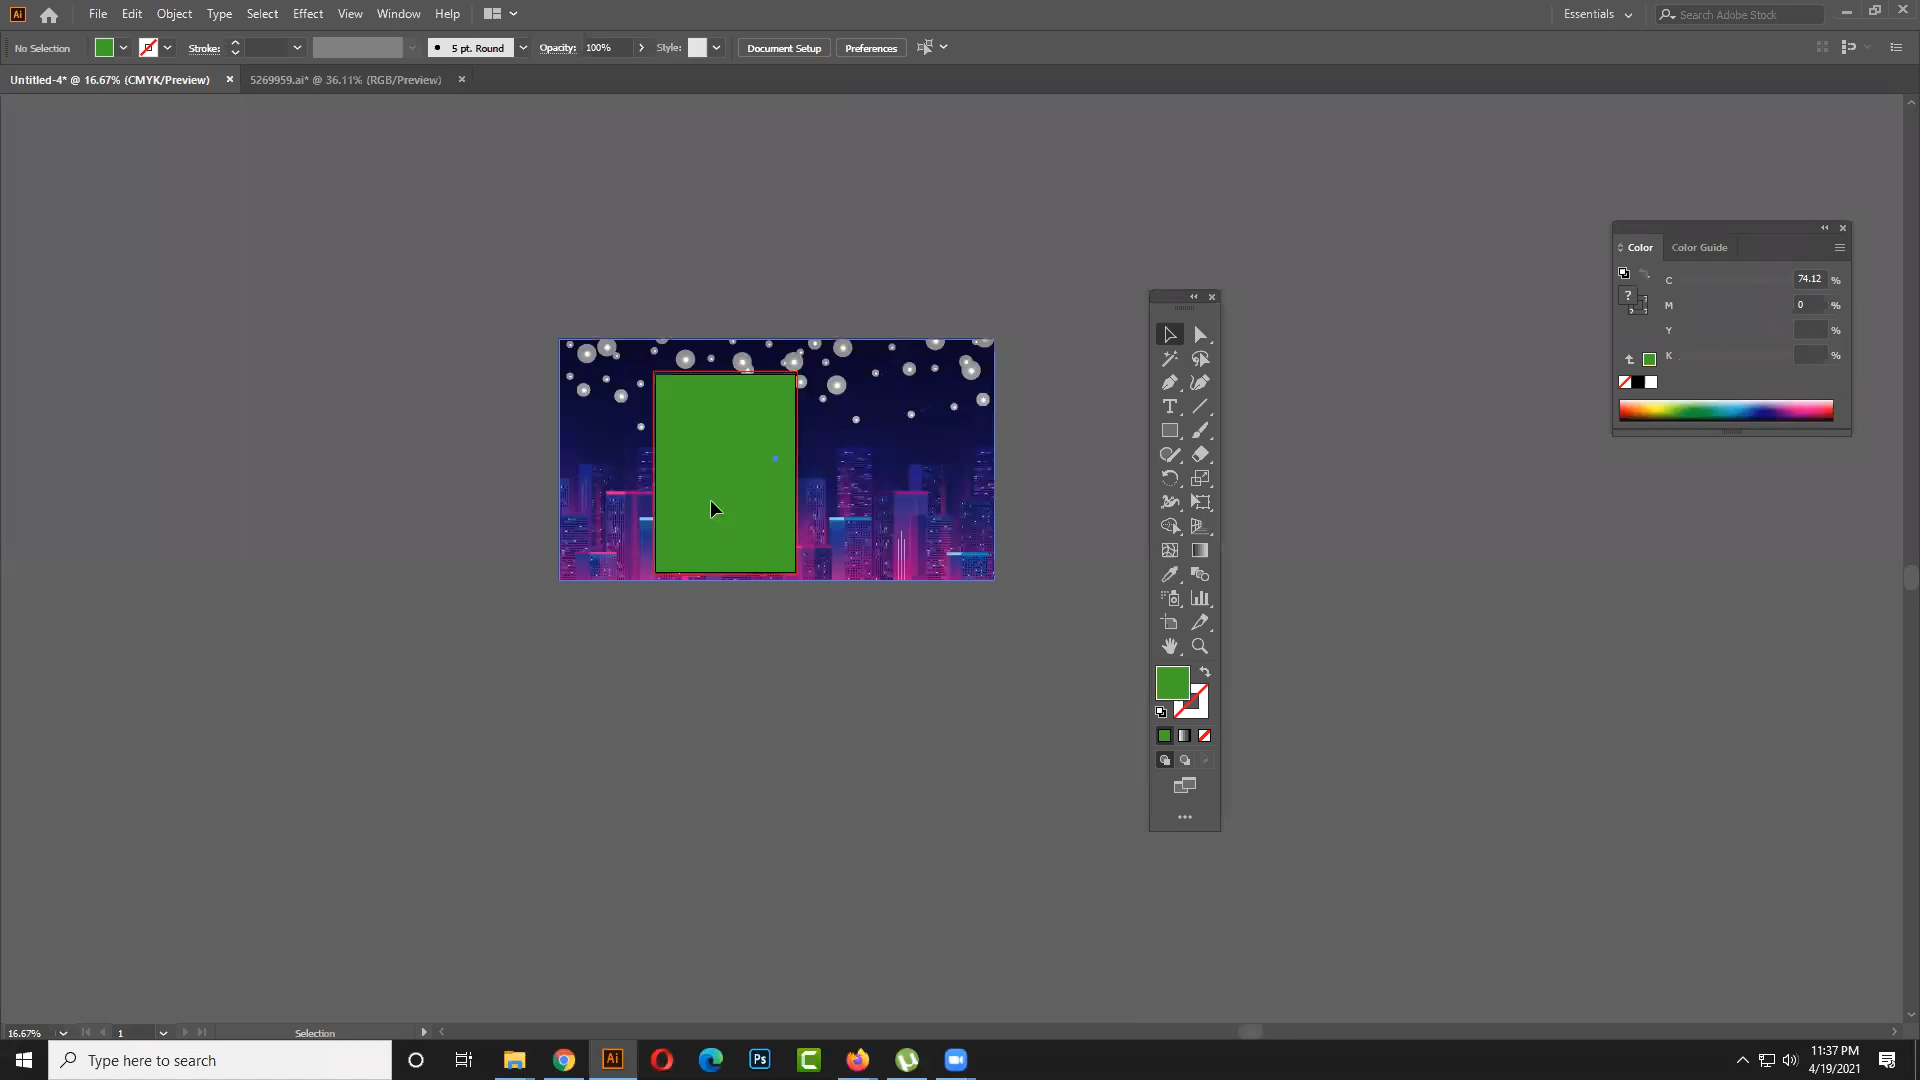 Ai File Edit Object Type Select Effect View Window Help Essentials Search Adobe Stock
No Selection Stroke: 5 pt. Round Opacity: 100% Style: Document Setup Preferences
Untitled-4* @ 16.67% (CMYK/Preview) × 5269959.ai* @ 36.11% (RGB/Preview) ×
Color Color Guide
C 74.12 %
M 0 %
Y %
K %
?
T
16.67% 1 Selection
Type here to search Ai Ps C
11:37 PM
4/19/2021